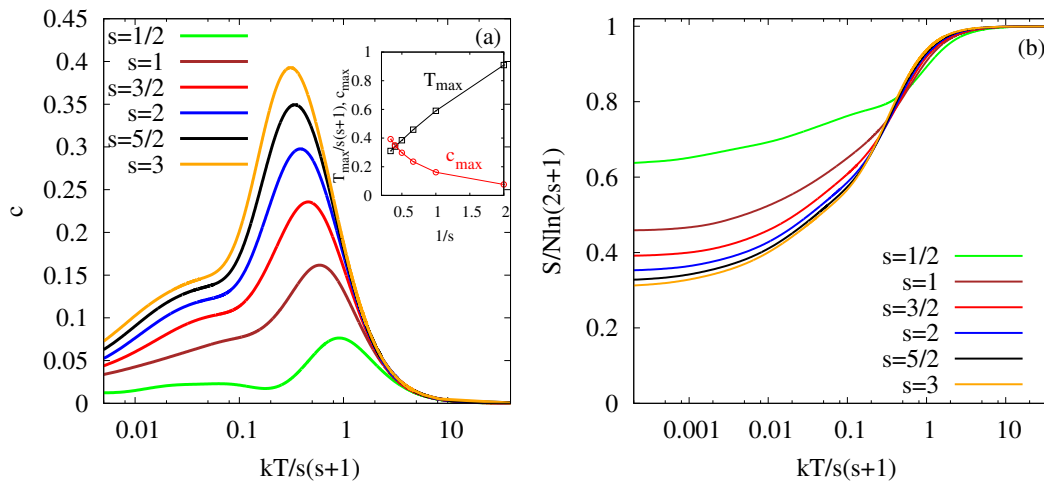 (a)
s=1/2
s=1
s=3/2
s=2
s=5/2
s=3
c
0.45
0.4
0.35
0.3
0.25
0.2
0.15
0.1
0.05
0
0.01
0.1
1
10
kT/s(s+1)
T_max/s(s+1), c_max
1
0.8
0.6
0.4
0.2
0
0.5
1
1.5
2
1/s
T_max
c_max
(b)
S/Nln(2s+1)
1
0.8
0.6
0.4
0.2
0
0.001
0.01
0.1
1
10
kT/s(s+1)
s=1/2
s=1
s=3/2
s=2
s=5/2
s=3